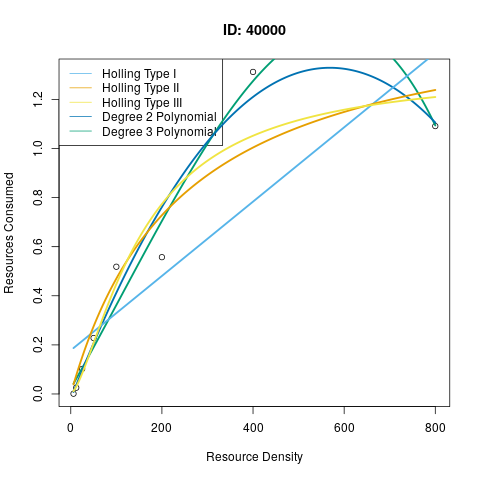 ID: 40000
Holling Type I
Holling Type II
Holling Type III
Degree 2 Polynomial
Degree 3 Polynomial
Resources Consumed
0.0 0.2 0.4 0.6 0.8 1.0 1.2
0 200 400 600 800
Resource Density